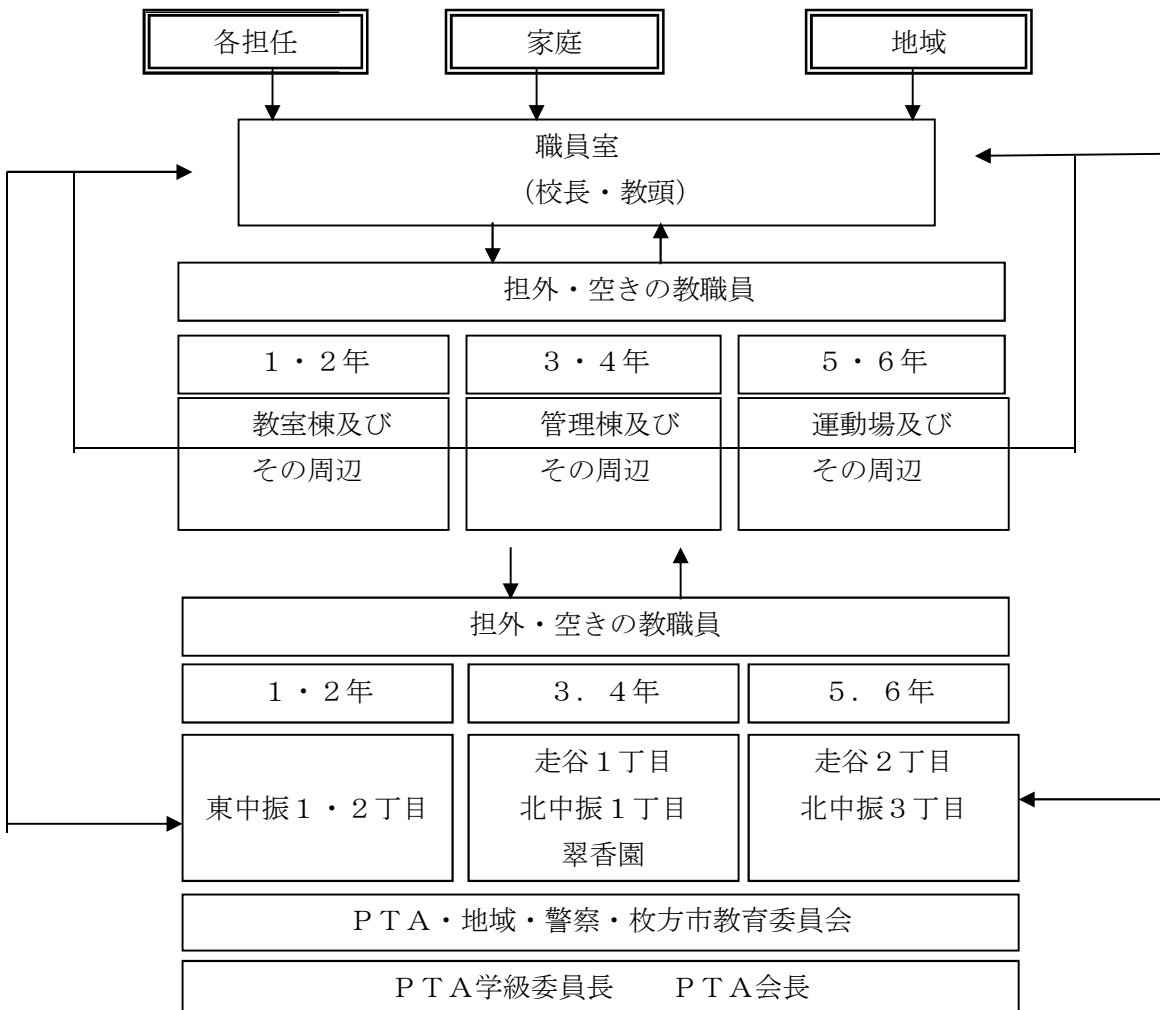 各担任
家庭
地域
職員室
（校長・教頭）
担外・空きの教職員
１・２年
３・４年
５・６年
教室棟及び
その周辺
管理棟及び
その周辺
運動場及び
その周辺
担外・空きの教職員
１・２年
３．４年
５．６年
東中振１・２丁目
走谷１丁目
北中振１丁目
翠香園
走谷２丁目
北中振３丁目
ＰＴＡ・地域・警察・枚方市教育委員会
ＰＴＡ学級委員長　　ＰＴＡ会長